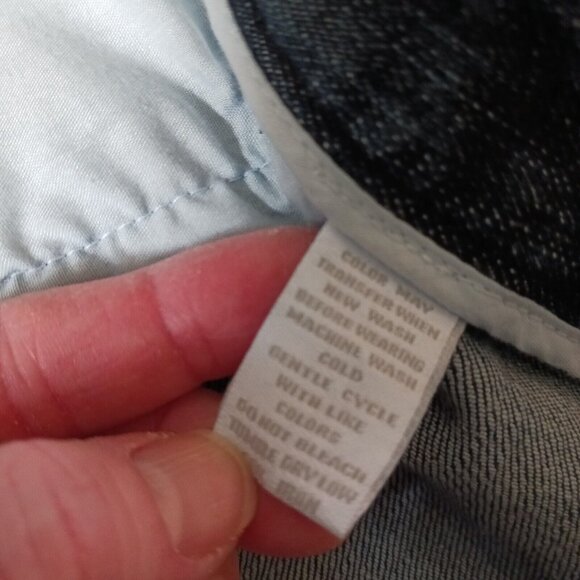 COLOR MAY
TRANSFER WHEN
NEW WASH
BEFORE WEARING
MACHINE WASH
COLD
GENTLE CYCLE
WITH LIKE
COLORS
DO NOT BLEACH
TUMBLE DRY LOW
IRON